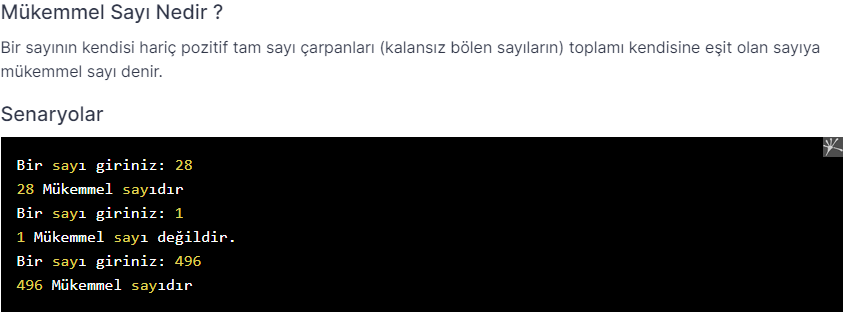 Mükemmel Sayı Nedir ?
Bir sayının kendisi hariç pozitif tam sayı çarpanları (kalansız bölen sayıların) toplamı kendisine eşit olan sayıya
mükemmel sayı denir.
Senaryolar
Bir sayı giriniz: 28
28 Mükemmel sayıdır
Bir sayı giriniz: 1
1 Mükemmel sayı değildir.
Bir sayı giriniz: 496
496 Mükemmel sayıdır